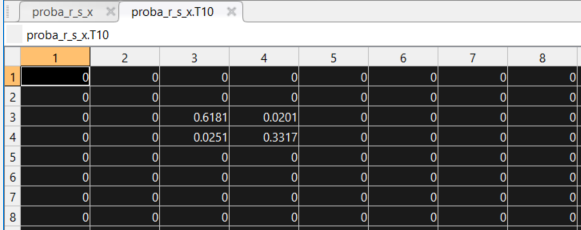 proba_r_s_x proba_r_s_x.T10
proba_r_s_x.T10
1 2 3 4 5 6 7 8
1 0 0 0 0 0 0 0 0
2 0 0 0 0 0 0 0 0
3 0 0 0.6181 0.0201 0 0 0 0
4 0 0 0.0251 0.3317 0 0 0 0
5 0 0 0 0 0 0 0 0
6 0 0 0 0 0 0 0 0
7 0 0 0 0 0 0 0 0
8 0 0 0 0 0 0 0 0